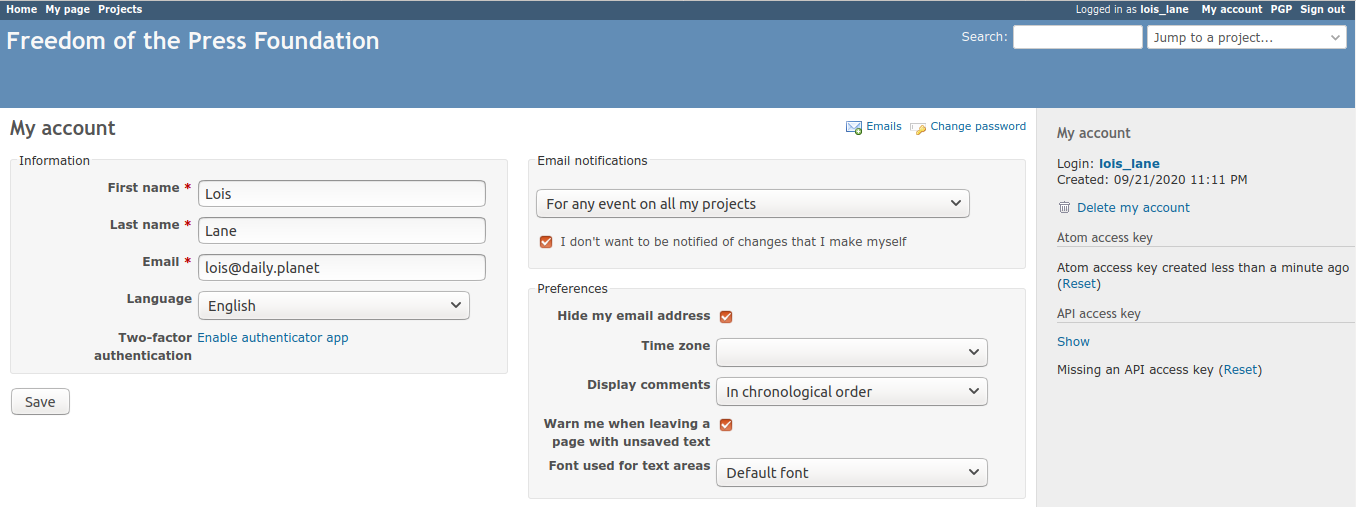 Home My page Projects
Logged in as lois_lane My account PGP Sign out
Freedom of the Press Foundation
Search:
Jump to a project...
My account
Emails
Change password
Information
First name *
Lois
Last name *
Lane
Email *
lois@daily.planet
Language
English
Two-factor
authentication
Enable authenticator app
Save
Email notifications
For any event on all my projects
I don't want to be notified of changes that I make myself
Preferences
Hide my email address
Time zone
Display comments
In chronological order
Warn me when leaving a
page with unsaved text
Font used for text areas
Default font
My account
Login: lois_lane
Created: 09/21/2020 11:11 PM
Delete my account
Atom access key
Atom access key created less than a minute ago
(Reset)
API access key
Show
Missing an API access key (Reset)